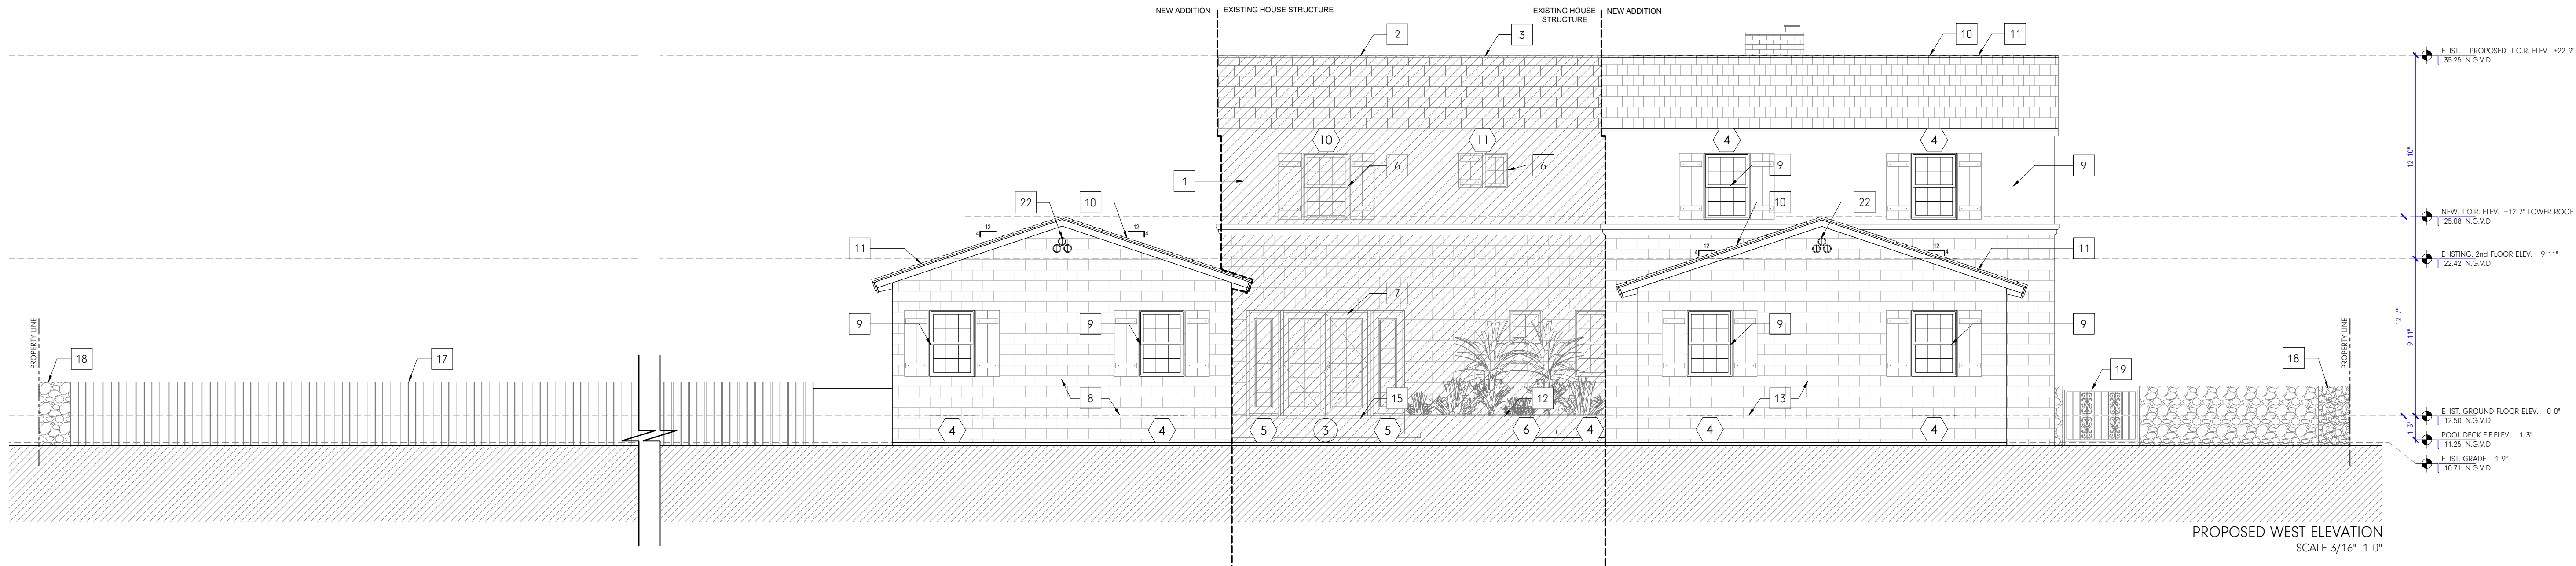 NEW ADDITION
EXISTING HOUSE STRUCTURE
EXISTING HOUSE
STRUCTURE
NEW ADDITION
2
3
10
11
E IST. PROPOSED T.O.R. ELEV. +22 9"
35.25 N.G.V.D
10
11
4
4
1
6
6
9
9
12 10"
22
10
10
22
NEW. T.O.R. ELEV. +12 7" LOWER ROOF
25.08 N.G.V.D
12
4
12
4
12
4
12
4
11
11
E ISTING. 2nd FLOOR ELEV. +9 11"
22.42 N.G.V.D
7
9
9
9
9
12 7"
9 11"
PROPERTY LINE
PROPERTY LINE
18
17
18
19
8
15
12
13
E IST. GROUND FLOOR ELEV. 0 0"
12.50 N.G.V.D
4
4
5
3
5
6
4
4
4
1 3"
POOL DECK F.F.ELEV. 1 3"
11.25 N.G.V.D
E IST. GRADE 1 9"
10.71 N.G.V.D
PROPOSED WEST ELEVATION
SCALE 3/16" 1 0"